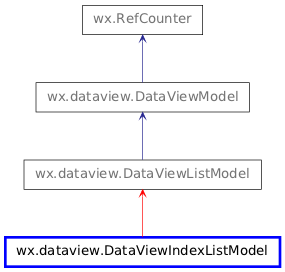 wx.RefCounter
wx.dataview.DataViewModel
wx.dataview.DataViewListModel
wx.dataview.DataViewIndexListModel